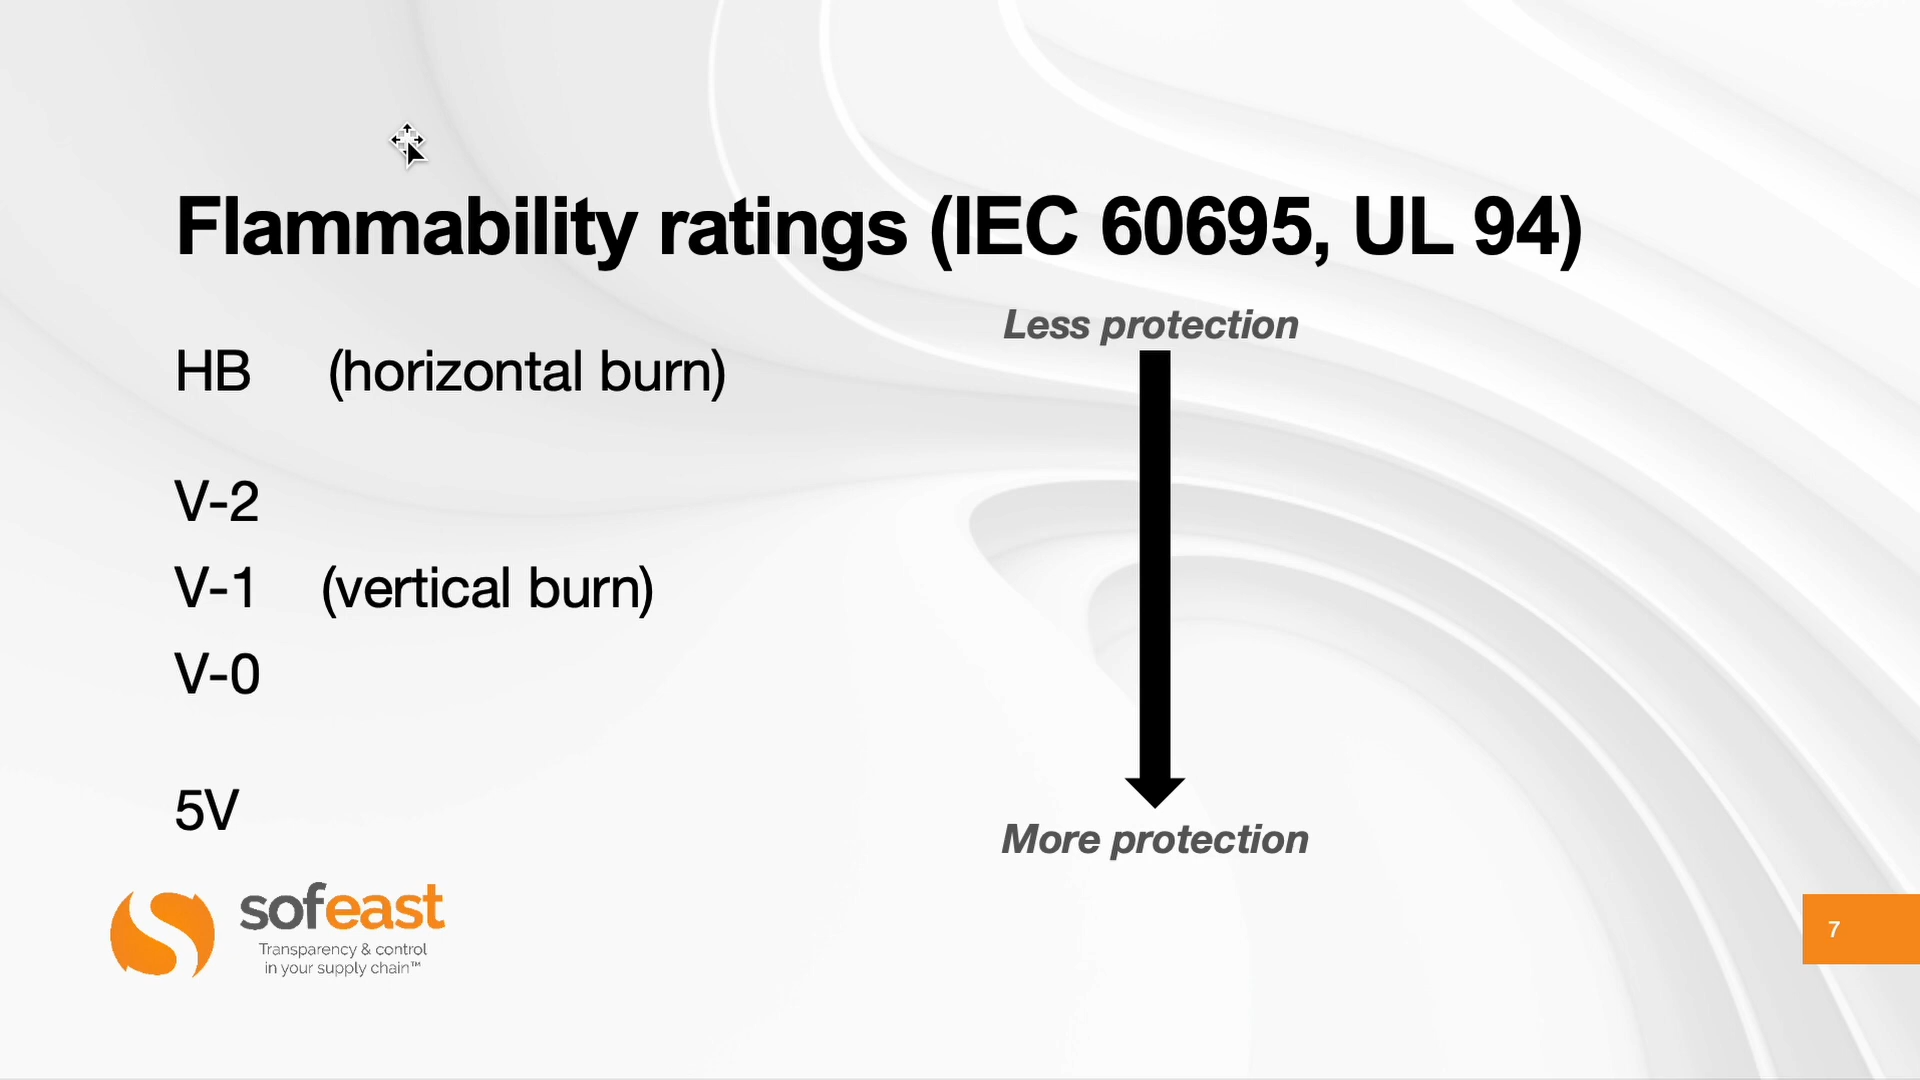 Flammability ratings (IEC 60695, UL 94)
Less protection
HB (horizontal burn)
V-2
V-1 (vertical burn)
V-0
5V
More protection
sofeast
Transparency & control
in your supply chain™
7